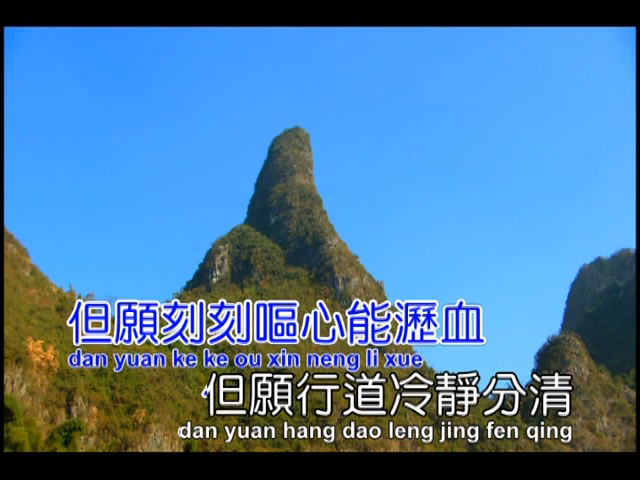 但願刻刻嘔心能瀝血
dan yuan ke ke ou xin neng li xue
但願行道冷靜分清
dan yuan hang dao leng jing fen qing